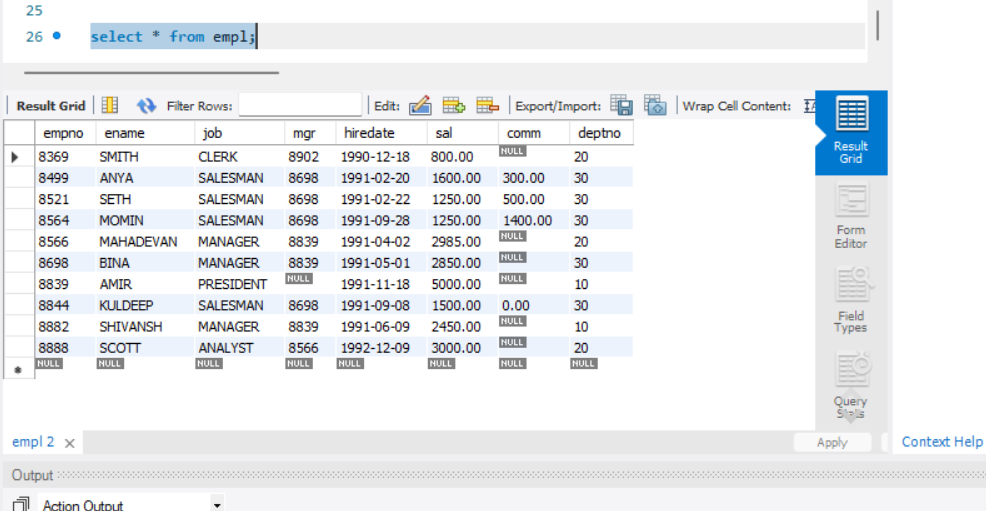 25
26 select * from empl;
Result Grid Filter Rows: Edit: Export/Import: Wrap Cell Content:
empno ename job mgr hiredate sal comm deptno
8369 SMITH CLERK 8902 1990-12-18 800.00 NULL 20
8499 ANYA SALESMAN 8698 1991-02-20 1600.00 300.00 30
8521 SETH SALESMAN 8698 1991-02-22 1250.00 500.00 30
8564 MOMIN SALESMAN 8698 1991-09-28 1250.00 1400.00 30
8566 MAHADEVAN MANAGER 8839 1991-04-02 2985.00 NULL 20
8698 BINA MANAGER 8839 1991-05-01 2850.00 NULL 30
8839 AMIR PRESIDENT NULL 1991-11-18 5000.00 NULL 10
8844 KULDEEP SALESMAN 8698 1991-09-08 1500.00 0.00 30
8882 SHIVANSH MANAGER 8839 1991-06-09 2450.00 NULL 10
8888 SCOTT ANALYST 8566 1992-12-09 3000.00 NULL 20
NULL NULL NULL NULL NULL NULL NULL NULL
Result
Grid
Form
Editor
Field
Types
Query
Stats
empl 2 Apply Context Help
Output
Action Output